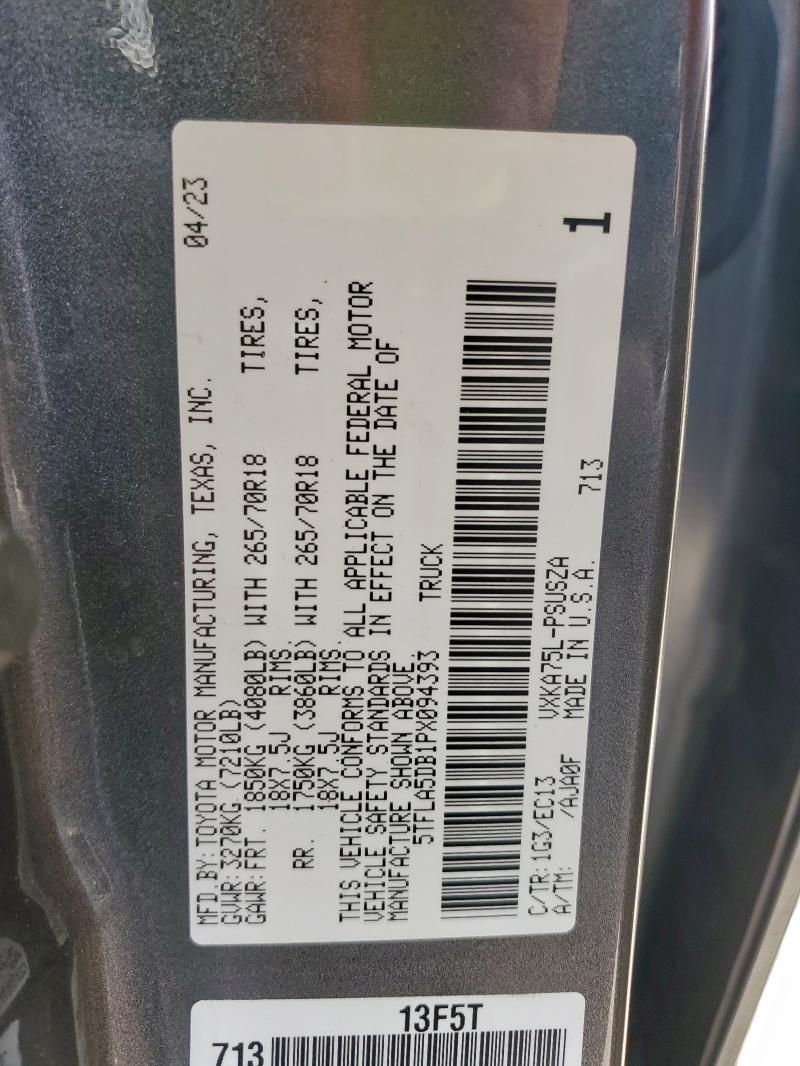 MFD.BY:TOYOTA MOTOR MANUFACTURING, TEXAS, INC. 04/23
GVWR:3270KG (7210LB)
GAWR:FRT. 1850KG (4080LB) WITH 265/70R18 TIRES,
18X7.5J RIMS.
RR. 1750KG (3860LB) WITH 265/70R18 TIRES,
18X7.5J RIMS.
THIS VEHICLE CONFORMS TO ALL APPLICABLE FEDERAL MOTOR
VEHICLE SAFETY STANDARDS IN EFFECT ON THE DATE OF
MANUFACTURE SHOWN ABOVE.
5TFLA5DB1PX094393 TRUCK
C/TR:1G3/EC13 VXKA75L-PSUSZA
A/TM: /AJA0F MADE IN U.S.A. 713
1
13F5T
713